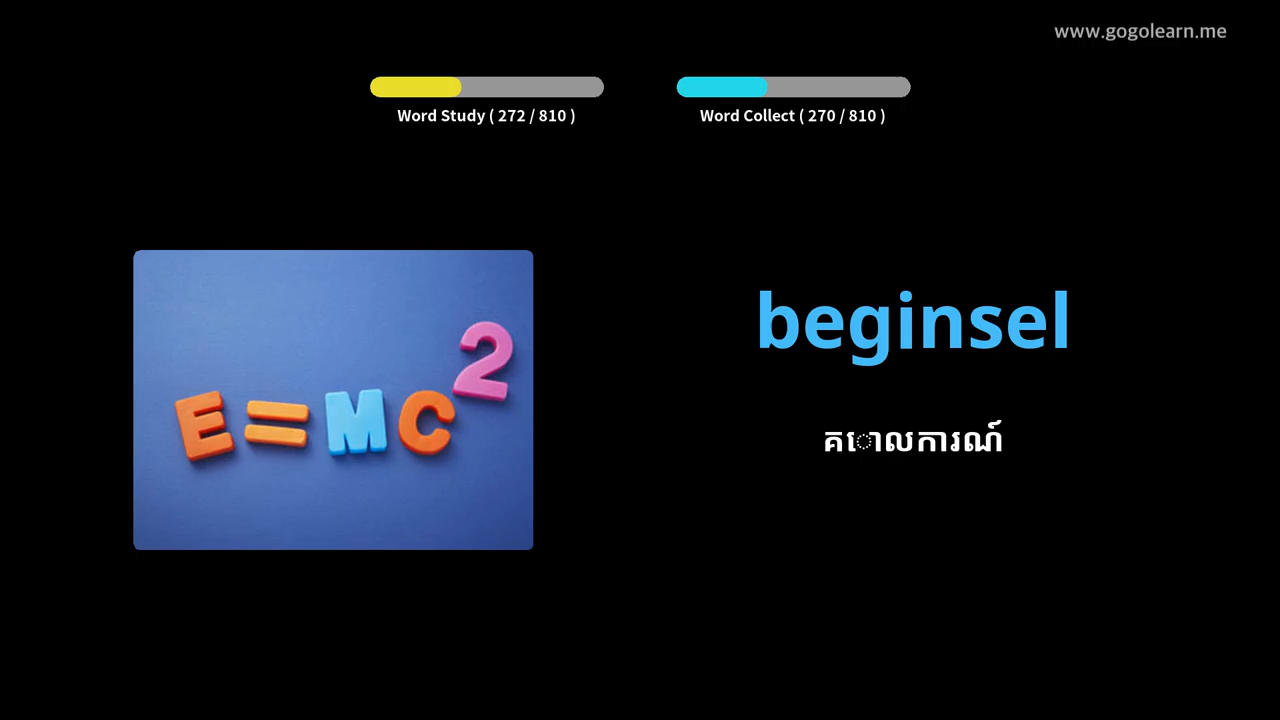 www.gogolearn.me
Word Study ( 272 / 810 )
Word Collect ( 270 / 810 )
E=MC2
beginsel
គោលការណ៍